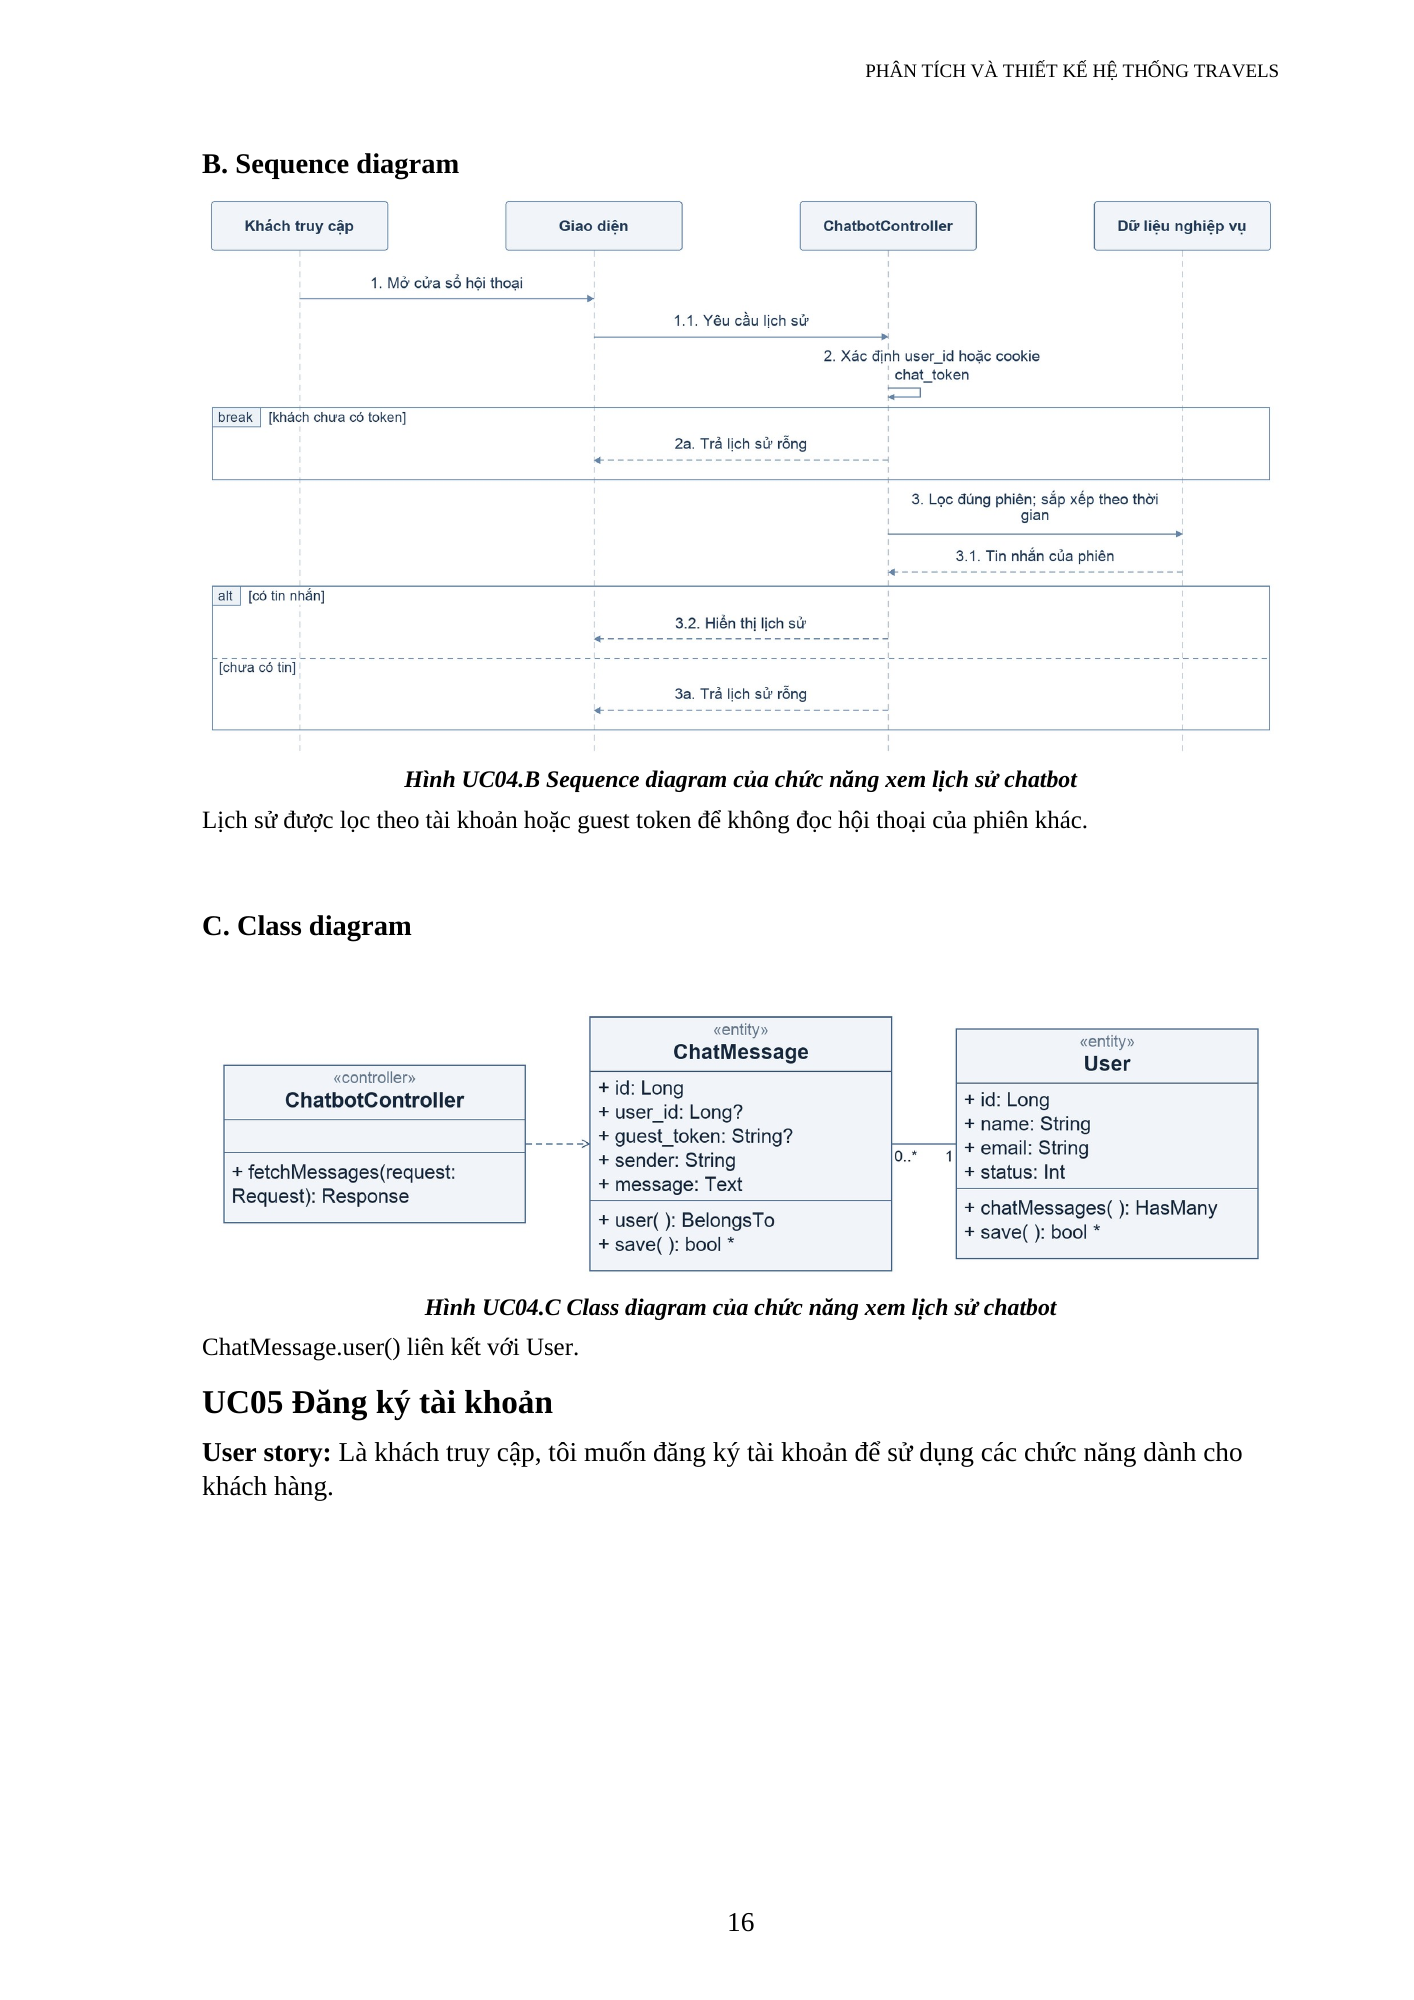 PHÂN TÍCH VÀ THIẾT KẾ HỆ THỐNG TRAVELS
B. Sequence diagram
Khách truy cập
Giao diện
ChatbotController
Dữ liệu nghiệp vụ
1. Mở cửa sổ hội thoại
1.1. Yêu cầu lịch sử
2. Xác định user_id hoặc cookie
chat_token
break
[khách chưa có token]
2a. Trả lịch sử rỗng
3. Lọc đúng phiên; sắp xếp theo thời
gian
3.1. Tin nhắn của phiên
alt
[có tin nhắn]
3.2. Hiển thị lịch sử
[chưa có tin]
3a. Trả lịch sử rỗng
Hình UC04.B Sequence diagram của chức năng xem lịch sử chatbot
Lịch sử được lọc theo tài khoản hoặc guest token để không đọc hội thoại của phiên khác.
C. Class diagram
«controller»
ChatbotController
+ fetchMessages(request:
Request): Response
«entity»
ChatMessage
+ id: Long
+ user_id: Long?
+ guest_token: String?
+ sender: String
+ message: Text
+ user( ): BelongsTo
+ save( ): bool *
0..*
1
«entity»
User
+ id: Long
+ name: String
+ email: String
+ status: Int
+ chatMessages( ): HasMany
+ save( ): bool *
Hình UC04.C Class diagram của chức năng xem lịch sử chatbot
ChatMessage.user() liên kết với User.
UC05 Đăng ký tài khoản
User story: Là khách truy cập, tôi muốn đăng ký tài khoản để sử dụng các chức năng dành cho
khách hàng.
16